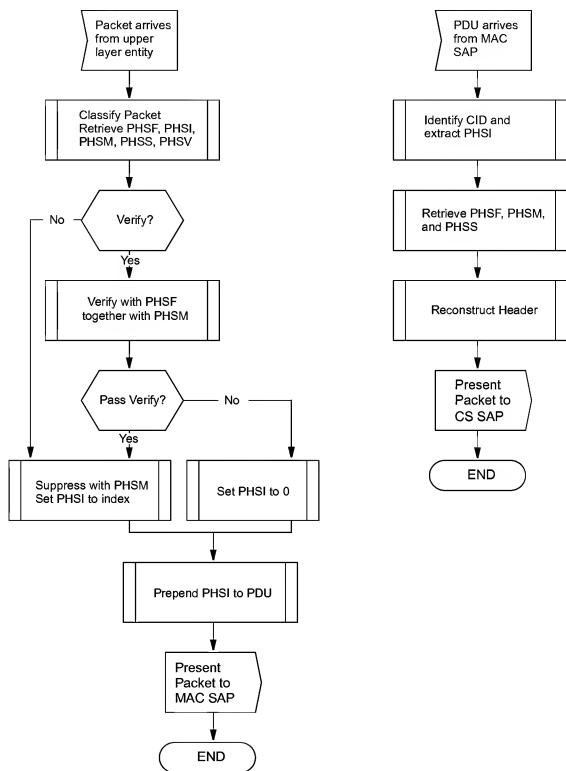 Packet arrives
from upper
layer entity
Classify Packet
Retrieve PHSF, PHSI,
PHSM, PHSS, PHSV
No
Verify?
Yes
Verify with PHSF
together with PHSM
Pass Verify?
No
Yes
Suppress with PHSM
Set PHSI to index
Set PHSI to 0
Prepend PHSI to PDU
Present
Packet to
MAC SAP
END
PDU arrives
from MAC
SAP
Identify CID and
extract PHSI
Retrieve PHSF, PHSM,
and PHSS
Reconstruct Header
Present
Packet to
CS SAP
END